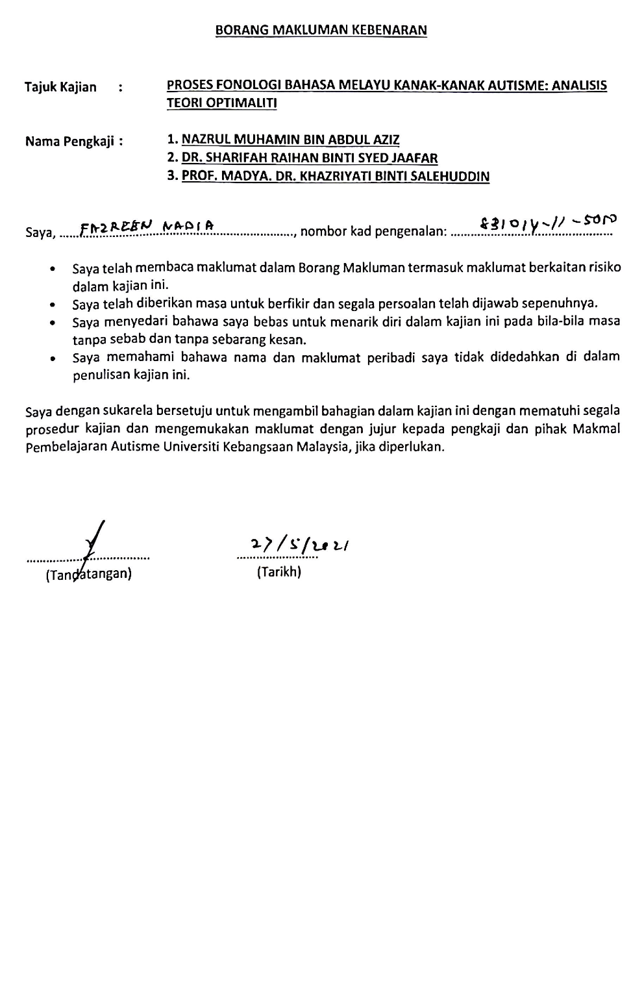 BORANG MAKLUMAN KEBENARAN
Tajuk Kajian : PROSES FONOLOGI BAHASA MELAYU KANAK-KANAK AUTISME: ANALISIS
TEORI OPTIMALITI
Nama Pengkaji : 1. NAZRUL MUHAMIN BIN ABDUL AZIZ
2. DR. SHARIFAH RAIHAN BINTI SYED JAAFAR
3. PROF. MADYA. DR. KHAZRIYATI BINTI SALEHUDDIN
Saya, FAZREEN NADIA, nombor kad pengenalan:
• Saya telah membaca maklumat dalam Borang Makluman termasuk maklumat berkaitan risiko
dalam kajian ini.
• Saya telah diberikan masa untuk berfikir dan segala persoalan telah dijawab sepenuhnya.
• Saya menyedari bahawa saya bebas untuk menarik diri dalam kajian ini pada bila-bila masa
tanpa sebab dan tanpa sebarang kesan.
• Saya memahami bahawa nama dan maklumat peribadi saya tidak didedahkan di dalam
penulisan kajian ini.
Saya dengan sukarela bersetuju untuk mengambil bahagian dalam kajian ini dengan mematuhi segala
prosedur kajian dan mengemukakan maklumat dengan jujur kepada pengkaji dan pihak Makmal
Pembelajaran Autisme Universiti Kebangsaan Malaysia, jika diperlukan.
27/5/2021
(Tandatangan) (Tarikh)